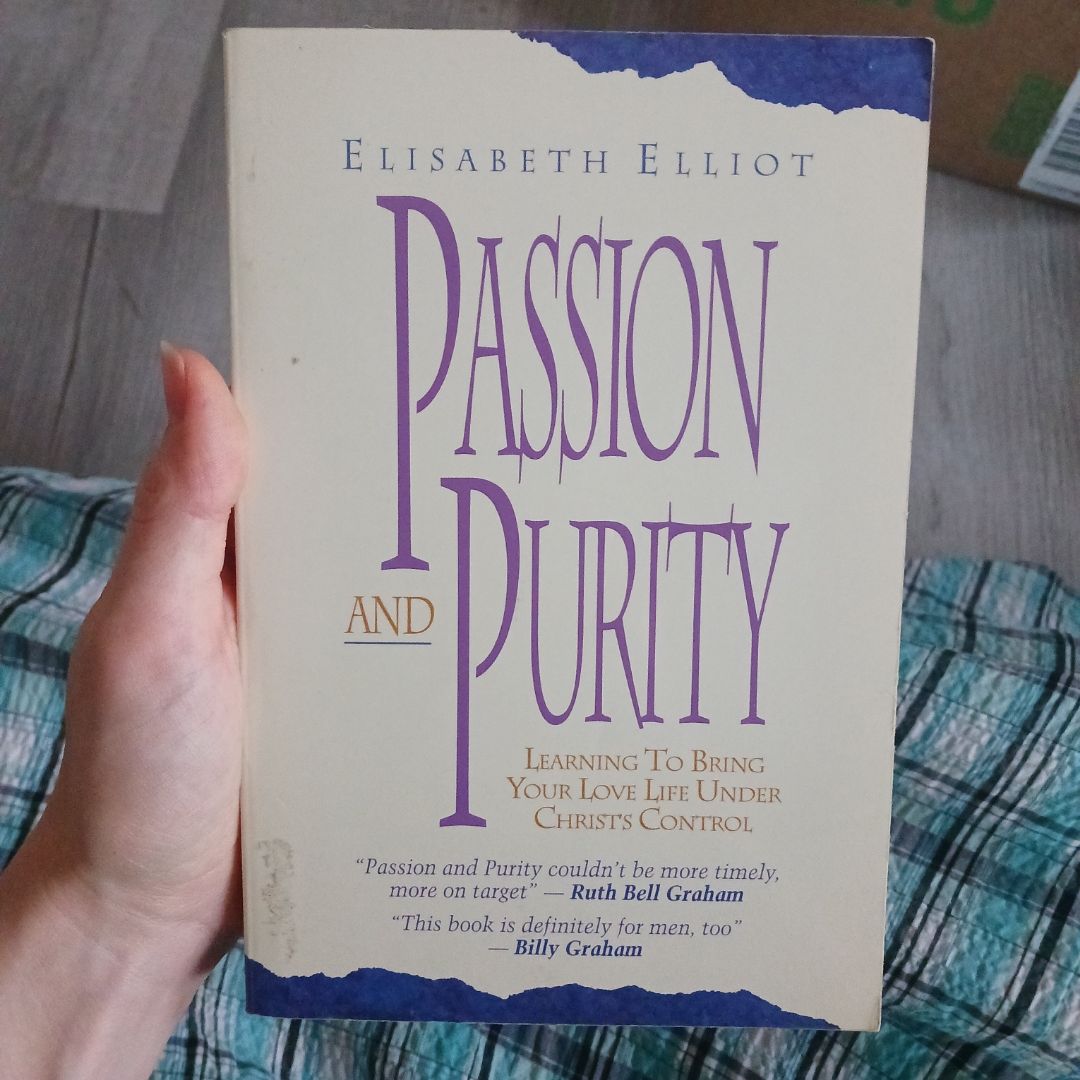 ELISABETH ELLIOT
PASSION
AND PURITY
LEARNING TO BRING
YOUR LOVE LIFE UNDER
CHRIST'S CONTROL
“Passion and Purity couldn't be more timely,
more on target” — Ruth Bell Graham
“This book is definitely for men, too”
— Billy Graham